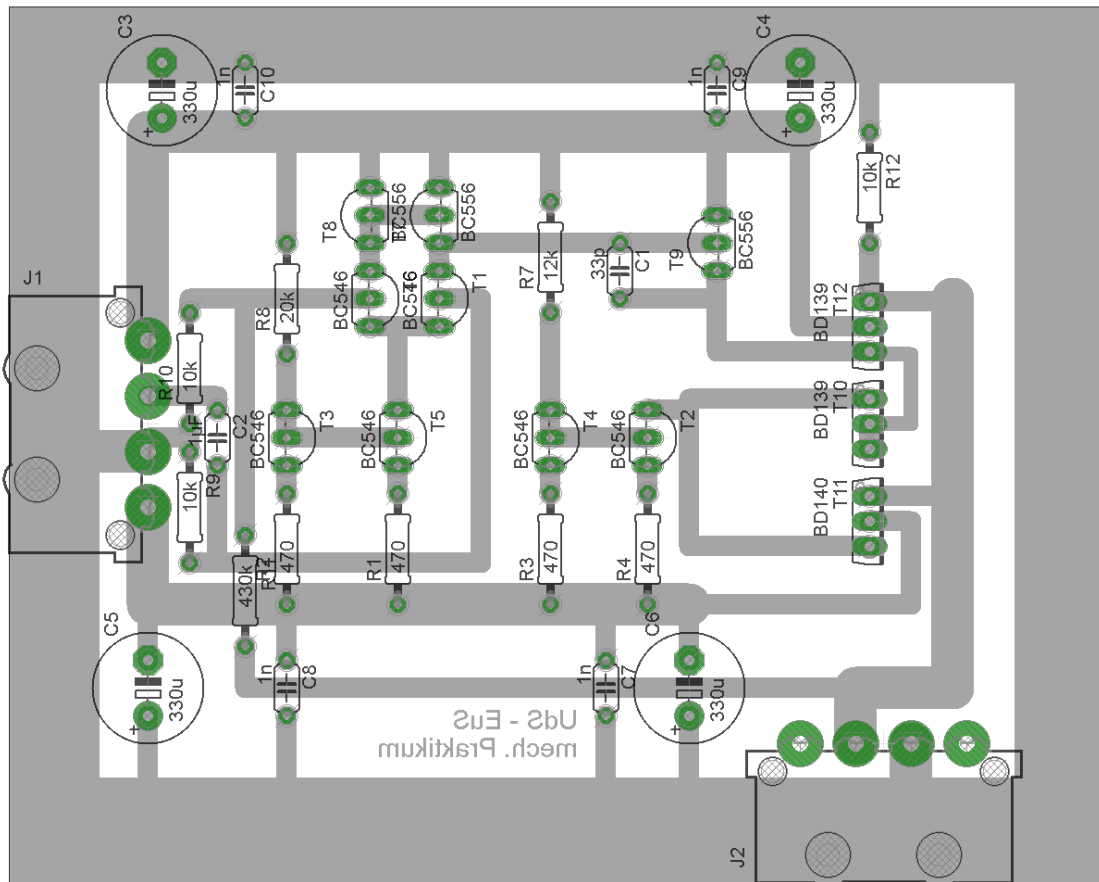 C3
330u
+
1n
C10
1n
C9
C4
330u
+
10k
R12
T8
T7
BC556
BC556
R7
12k
33p
C1
T9
BC556
J1
R8
20k
BC546
BC546
T1
BD139
T12
R10
10k
1uF
C2
BC546
T3
BC546
T5
BC546
T4
BC546
T2
BD139
T10
R9
10k
BD140
T11
430k
470
R1
470
R3
470
R4
470
C5
330u
+
1n
C8
1n
C7
C6
330u
+
UdS - EuS
mech. Praktikum
J2